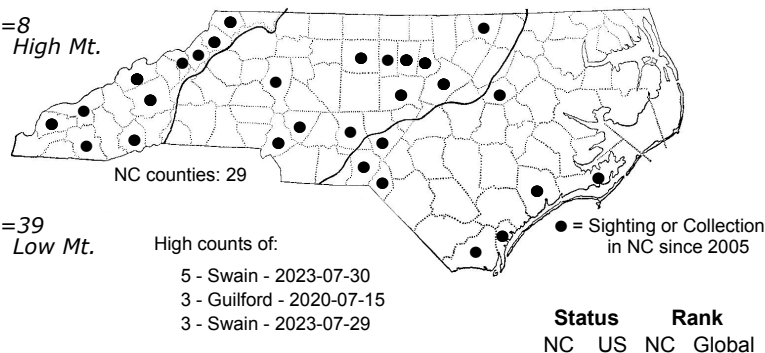 =8
High Mt.
NC counties: 29
=39
Low Mt.
High counts of:
5 - Swain - 2023-07-30
3 - Guilford - 2020-07-15
3 - Swain - 2023-07-29
● = Sighting or Collection
in NC since 2005
Status Rank
NC US NC Global